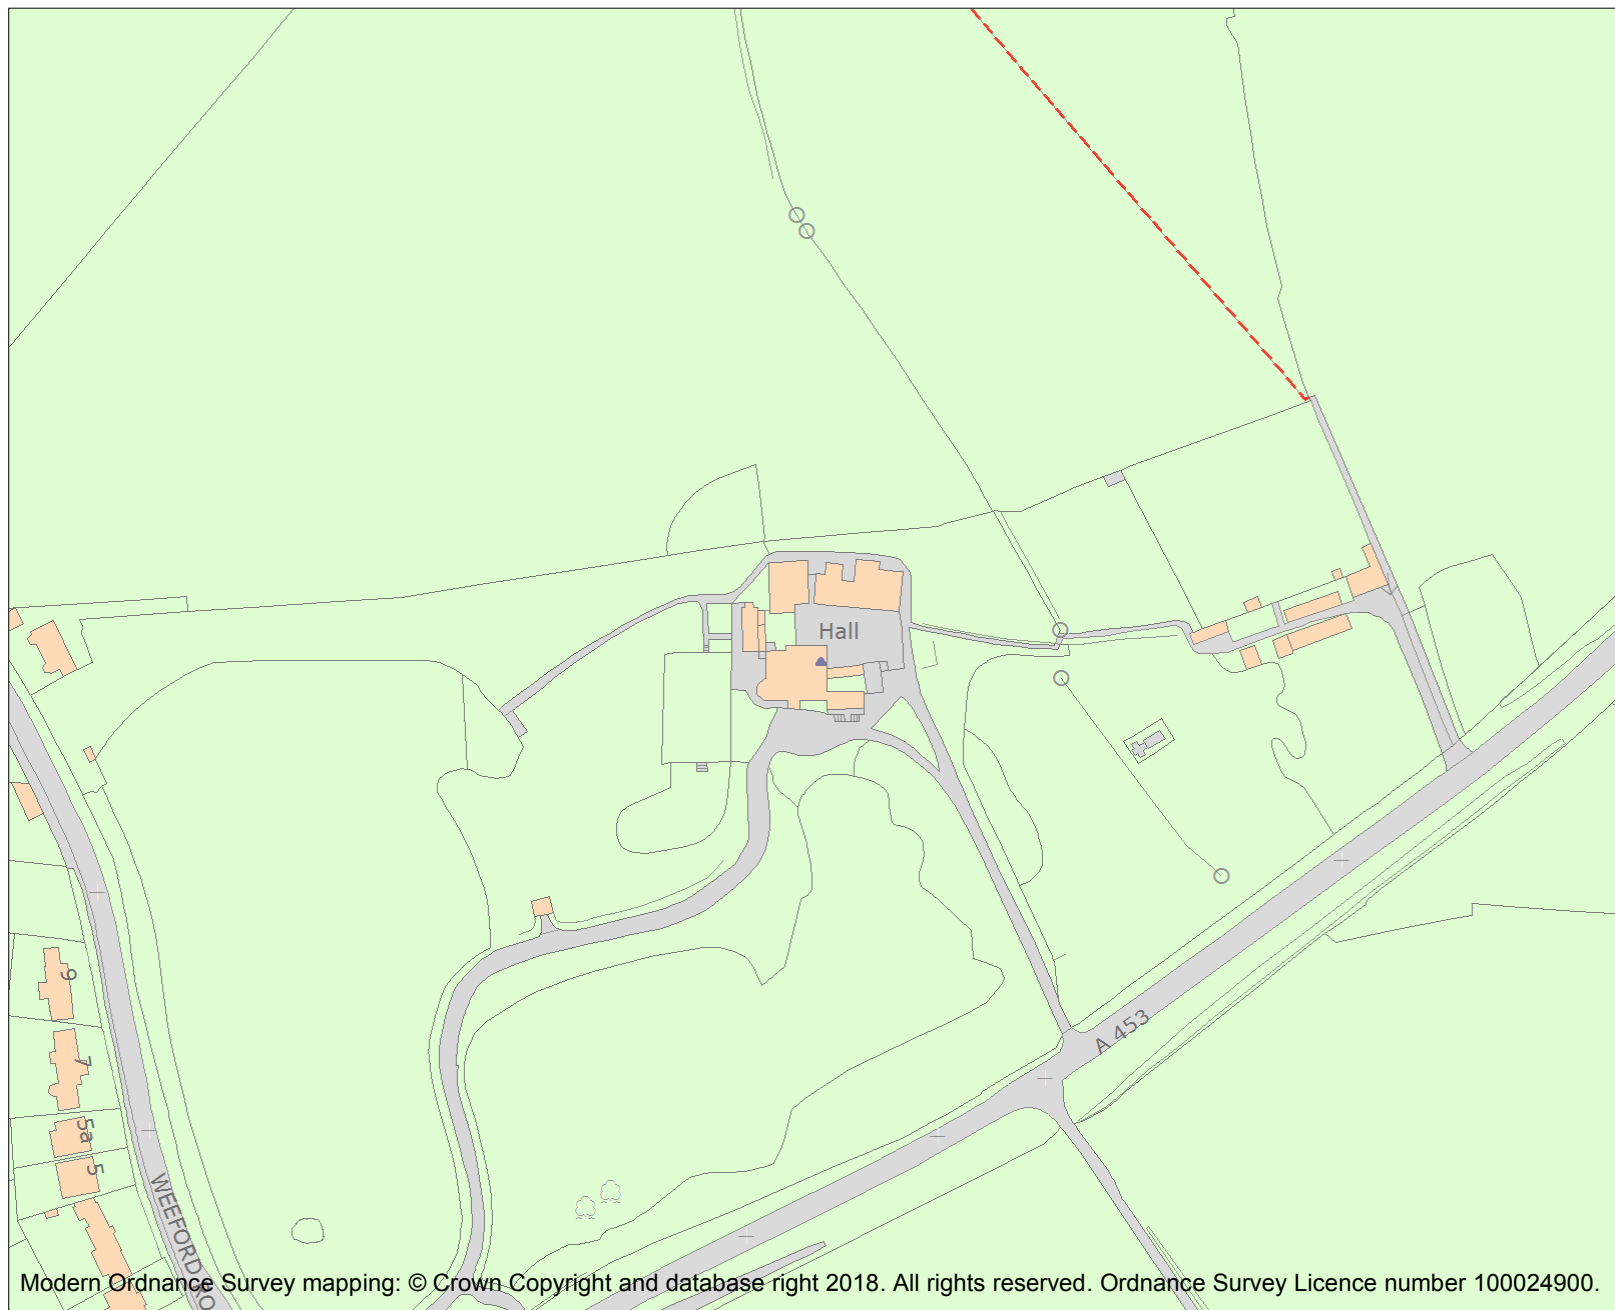 Hall
A 453
9
7
5a
5
WEEFORD RO
Modern Ordnance Survey mapping: © Crown Copyright and database right 2018. All rights reserved. Ordnance Survey Licence number 100024900.